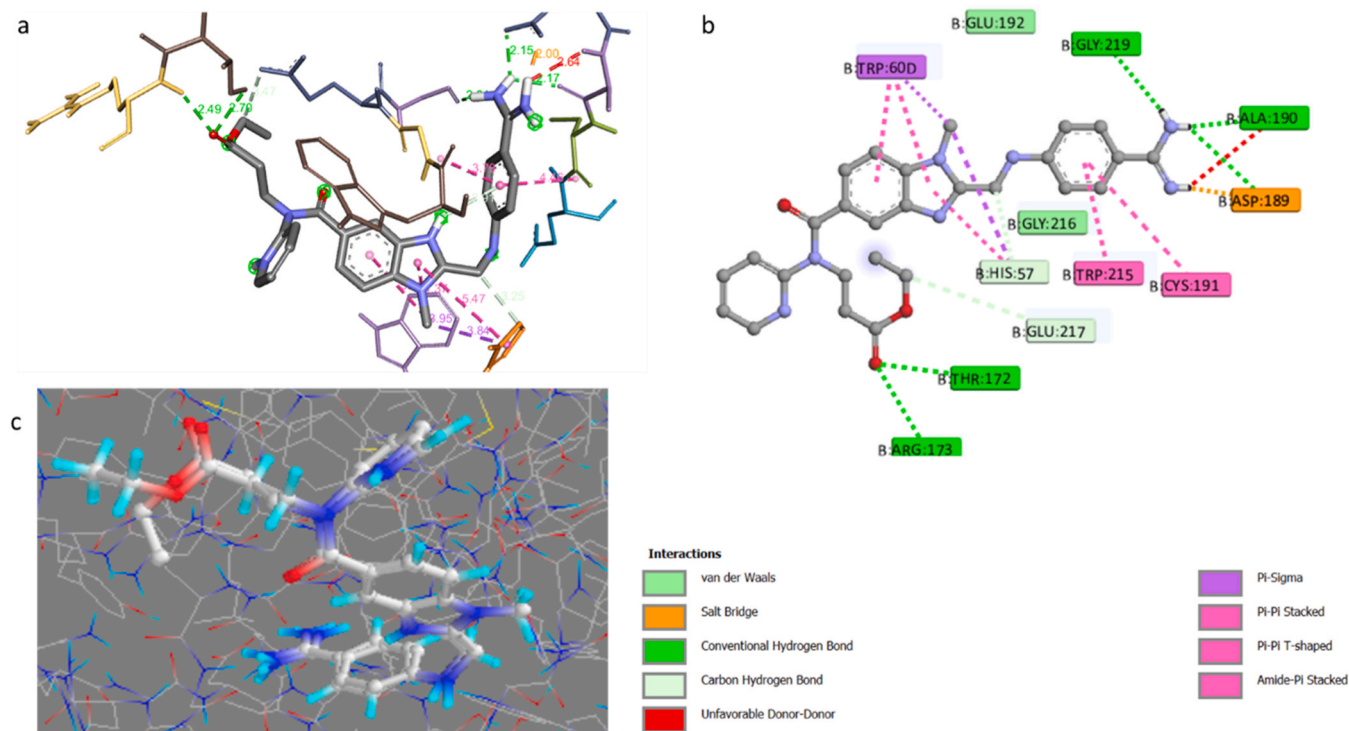 a
2.15
2.00
2.64
2.17
2.49
2.79
5.47
3.25
3.95
3.84
b
B:GLU:192
B:GLY:219
B:TRP:60D
B:ALA:190
B:ASP:189
B:GLY:216
B:HIS:57
B:TRP:215
B:CYS:191
B:GLU:217
B:THR:172
B:ARG:173
c
Interactions
van der Waals
Salt Bridge
Conventional Hydrogen Bond
Carbon Hydrogen Bond
Unfavorable Donor-Donor
Pi-Sigma
Pi-Pi Stacked
Pi-Pi T-shaped
Amide-Pi Stacked